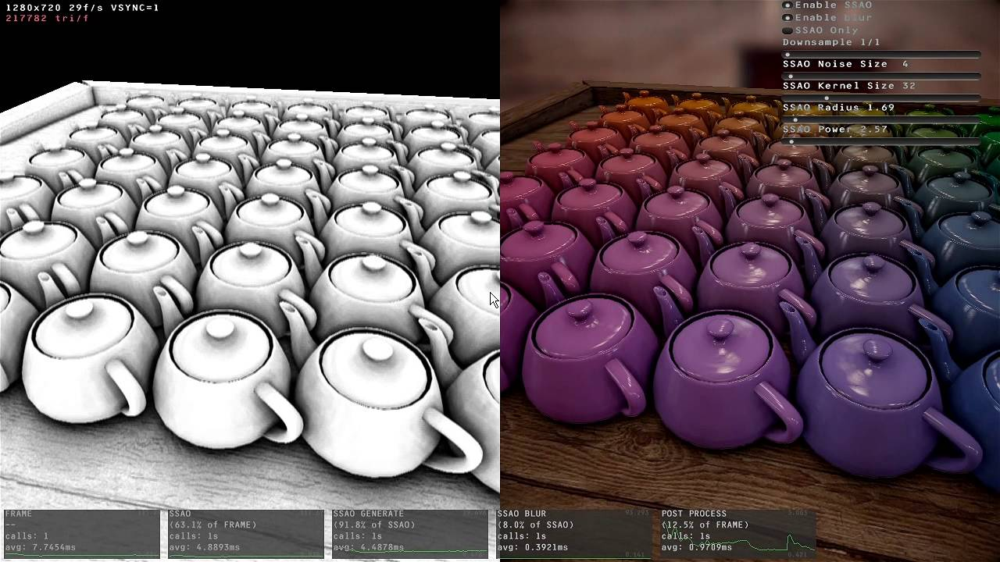 1280x720 29f/s VSYNC=1
217782 tri/f
Enable SSAO
Enable blur
SSAO Only
Downsample 1/1
SSAO Noise Size 4
SSAO Kernel Size 32
SSAO Radius 1.69
SSAO Power 2.57
FRAME
--
calls: 1
avg: 7.7454ms
SSAO
(63.1% of FRAME)
calls: 1s
avg: 4.8893ms
SSAO GENERATE
(91.8% of SSAO)
calls: 1s
avg: 4.4878ms
SSAO BLUR
(8.0% of SSAO)
calls: 1s
avg: 0.3921ms
0.141
POST PROCESS
(12.5% of FRAME)
calls: 1s
avg: 0.9709ms
0.421